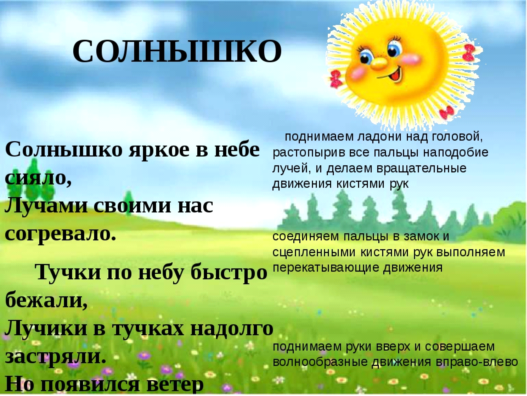 СОЛНЫШКО
Солнышко яркое в небе
сияло,
Лучами своими нас
согревало.
Тучки по небу быстро
бежали,
Лучики в тучках надолго
застряли.
Но появился ветер
поднимаем ладони над головой,
растопырив все пальцы наподобие
лучей, и делаем вращательные
движения кистями рук
соединяем пальцы в замок и
сцепленными кистями рук выполняем
перекатывающие движения
поднимаем руки вверх и совершаем
волнообразные движения вправо-влево